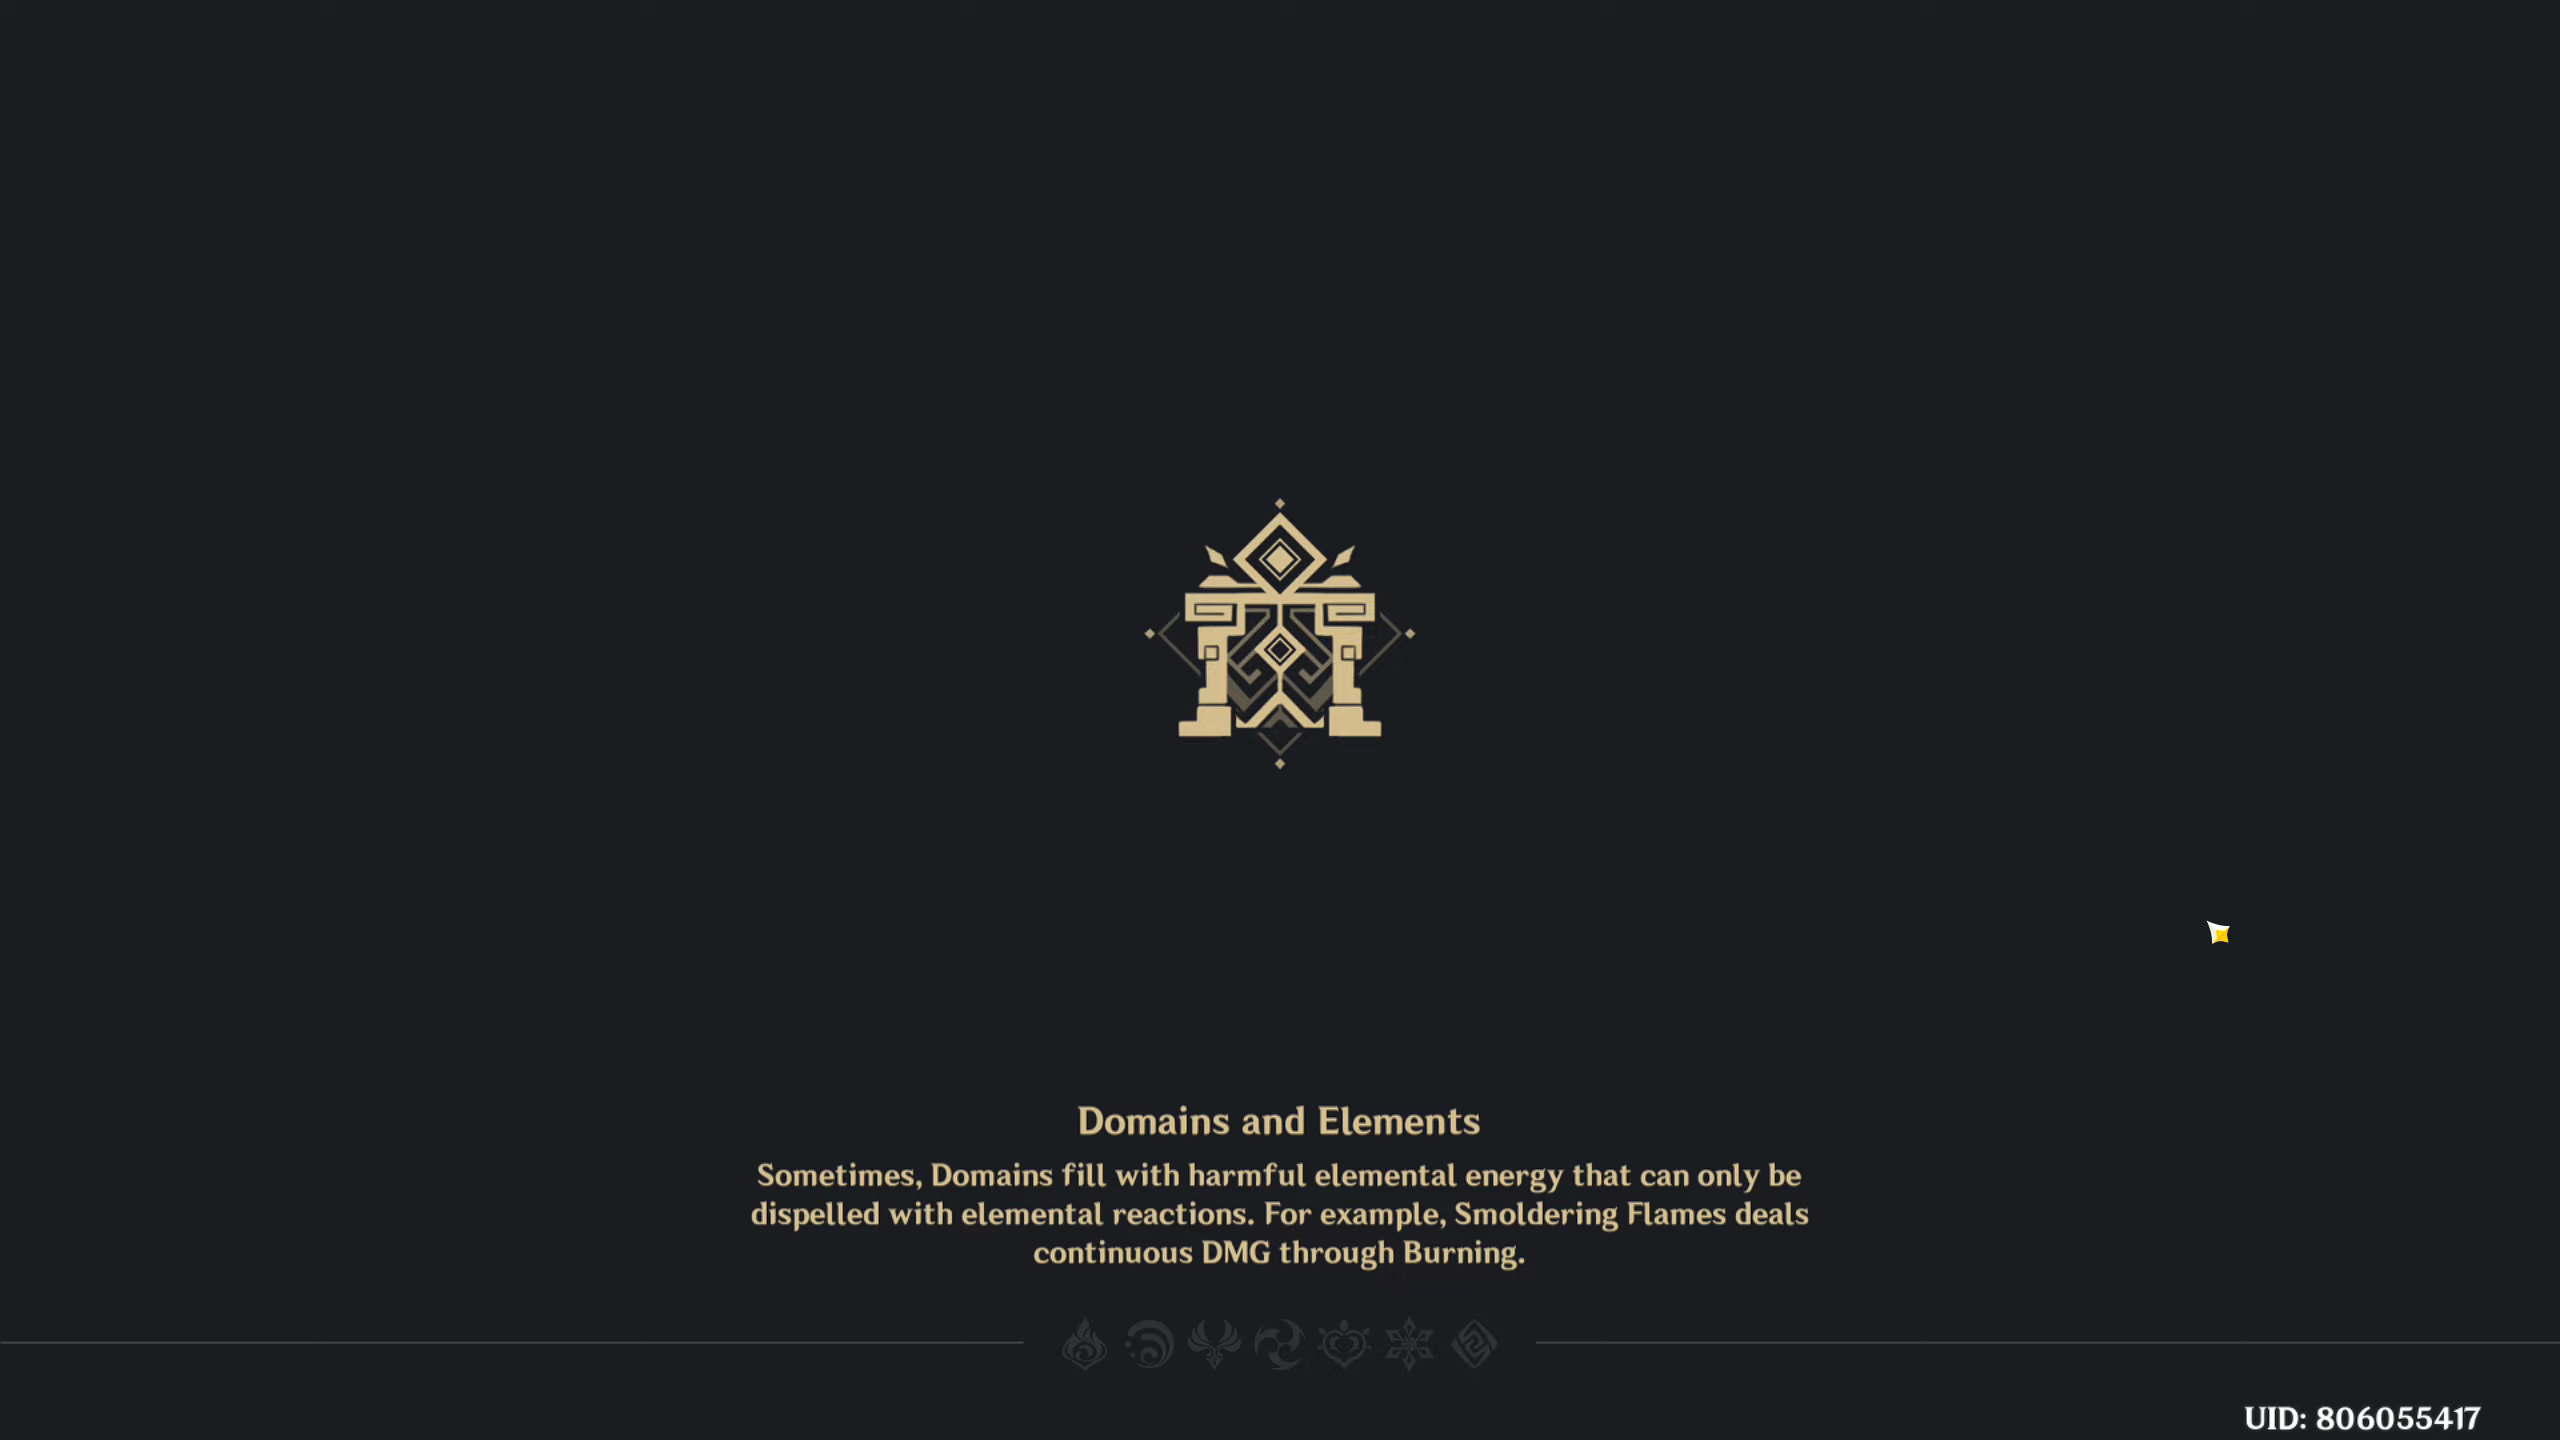 Domains and Elements
Sometimes, Domains fill with harmful elemental energy that can only be
dispelled with elemental reactions. For example, Smoldering Flames deals
continuous DMG through Burning.
UID: 806055417